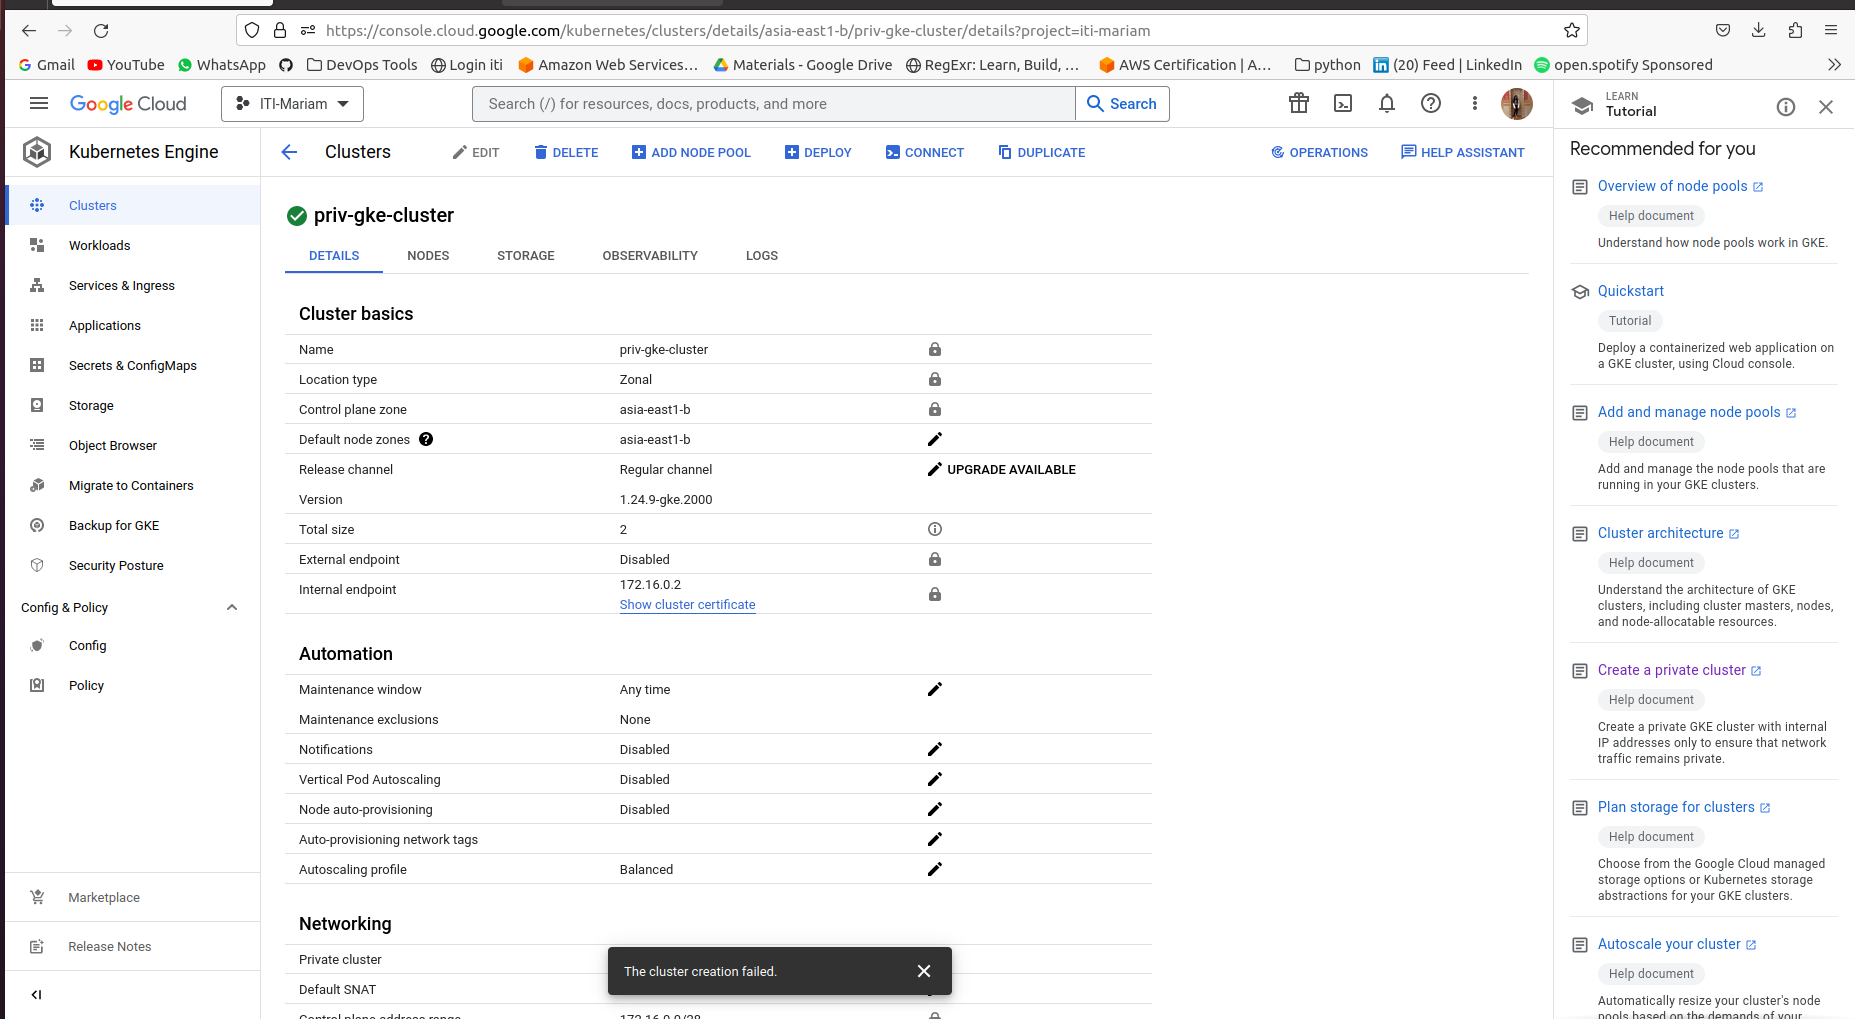 https://console.cloud.google.com/kubernetes/clusters/details/asia-east1-b/priv-gke-cluster/details?project=iti-mariam
Gmail YouTube WhatsApp DevOps Tools Login iti Amazon Web Services… Materials - Google Drive RegExr: Learn, Build, … AWS Certification | A… python (20) Feed | LinkedIn open.spotify Sponsored
Google Cloud ITI-Mariam Search (/) for resources, docs, products, and more Search
LEARN
Tutorial
Kubernetes Engine
Clusters
Workloads
Services & Ingress
Applications
Secrets & ConfigMaps
Storage
Object Browser
Migrate to Containers
Backup for GKE
Security Posture
Config & Policy
Config
Policy
Marketplace
Release Notes
Clusters EDIT DELETE ADD NODE POOL DEPLOY CONNECT DUPLICATE OPERATIONS HELP ASSISTANT
priv-gke-cluster
DETAILS NODES STORAGE OBSERVABILITY LOGS
Cluster basics
Name priv-gke-cluster
Location type Zonal
Control plane zone asia-east1-b
Default node zones asia-east1-b
Release channel Regular channel UPGRADE AVAILABLE
Version 1.24.9-gke.2000
Total size 2
External endpoint Disabled
Internal endpoint 172.16.0.2
Show cluster certificate
Automation
Maintenance window Any time
Maintenance exclusions None
Notifications Disabled
Vertical Pod Autoscaling Disabled
Node auto-provisioning Disabled
Auto-provisioning network tags
Autoscaling profile Balanced
Networking
Private cluster
Default SNAT
Control plane address range 172.16.0.0/28
The cluster creation failed.
Recommended for you
Overview of node pools
Help document
Understand how node pools work in GKE.
Quickstart
Tutorial
Deploy a containerized web application on
a GKE cluster, using Cloud console.
Add and manage node pools
Help document
Add and manage the node pools that are
running in your GKE clusters.
Cluster architecture
Help document
Understand the architecture of GKE
clusters, including cluster masters, nodes,
and node-allocatable resources.
Create a private cluster
Help document
Create a private GKE cluster with internal
IP addresses only to ensure that network
traffic remains private.
Plan storage for clusters
Help document
Choose from the Google Cloud managed
storage options or Kubernetes storage
abstractions for your GKE clusters.
Autoscale your cluster
Help document
Automatically resize your cluster's node
pools based on the demands of your